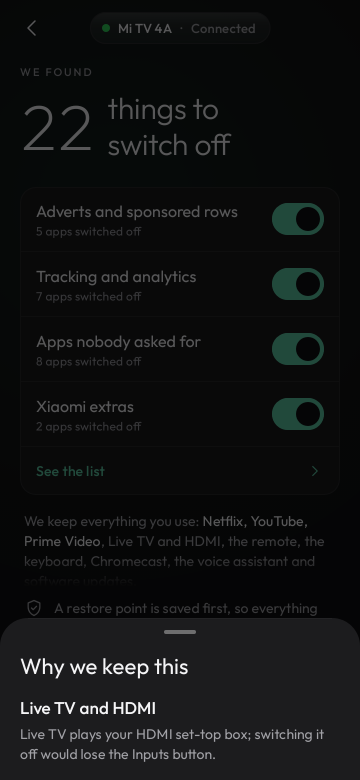 Mi TV 4A · Connected
WE FOUND
22 things to
switch off
Adverts and sponsored rows
5 apps switched off
Tracking and analytics
7 apps switched off
Apps nobody asked for
8 apps switched off
Xiaomi extras
2 apps switched off
See the list
We keep everything you use: Netflix, YouTube,
Prime Video, Live TV and HDMI, the remote, the
keyboard, Chromecast, the voice assistant and
software updates.
A restore point is saved first, so everything
Why we keep this
Live TV and HDMI
Live TV plays your HDMI set-top box; switching it
off would lose the Inputs button.